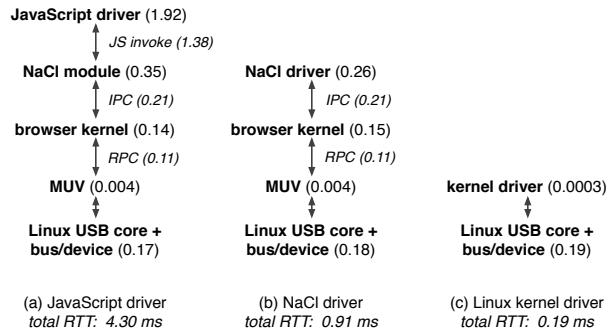 JavaScript driver (1.92)
JS invoke (1.38)
NaCl module (0.35)
IPC (0.21)
browser kernel (0.14)
RPC (0.11)
MUV (0.004)
Linux USB core +
bus/device (0.17)
(a) JavaScript driver
total RTT: 4.30 ms
NaCl driver (0.26)
IPC (0.21)
browser kernel (0.15)
RPC (0.11)
MUV (0.004)
Linux USB core +
bus/device (0.18)
(b) NaCl driver
total RTT: 0.91 ms
kernel driver (0.0003)
Linux USB core +
bus/device (0.19)
(c) Linux kernel driver
total RTT: 0.19 ms